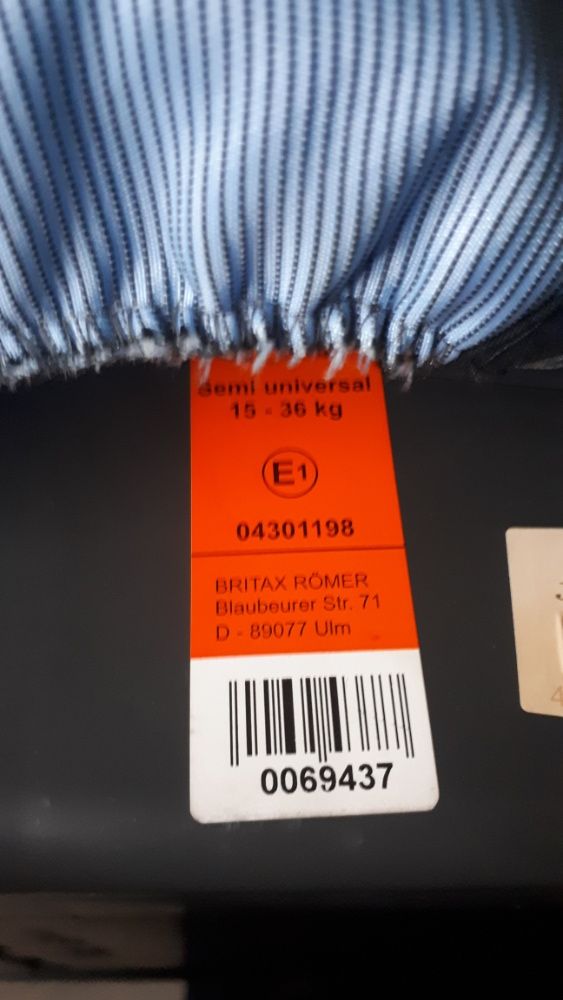 Semi universal
15 - 36 kg
E1
04301198
BRITAX RÖMER
Blaubeurer Str. 71
D - 89077 Ulm
0069437